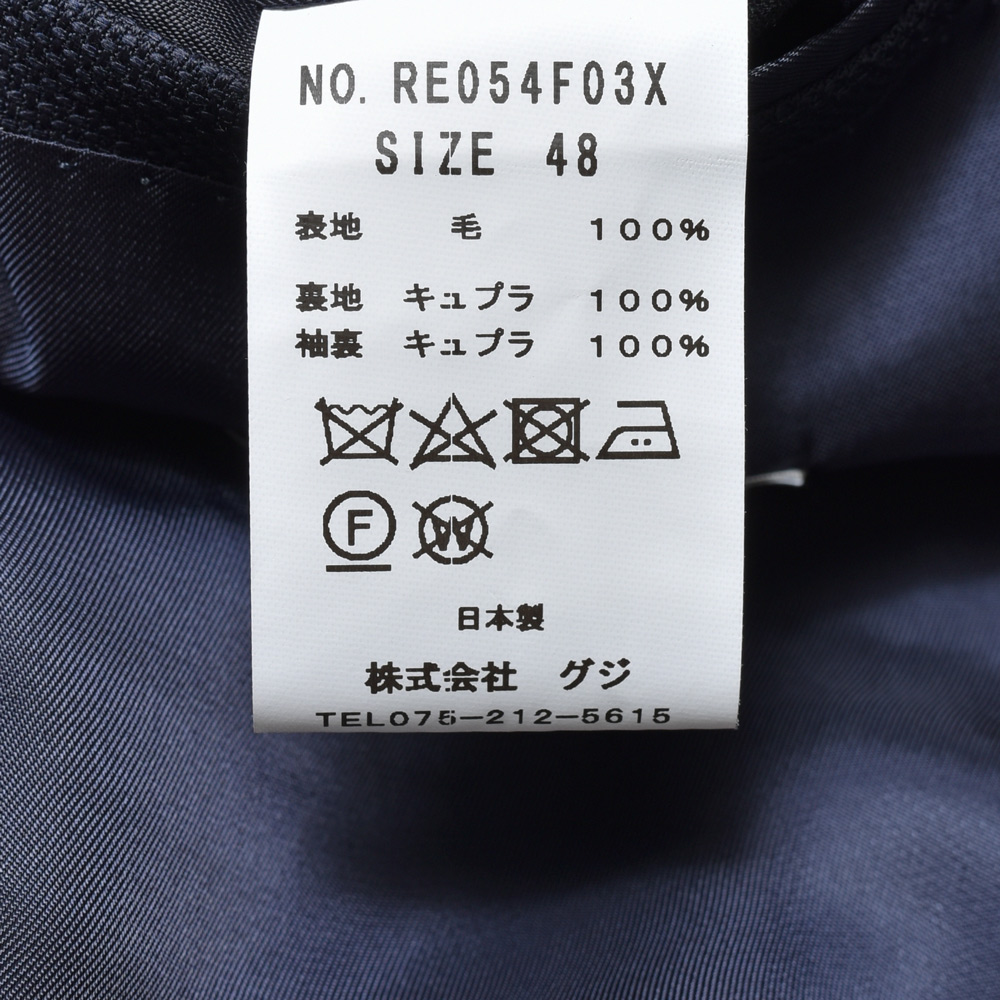 NO. RE054F03X
SIZE 48
表地 毛 100%
裏地 キュプラ 100%
袖裏 キュプラ 100%
F
W
日本製
株式会社 グジ
TEL075-212-5615